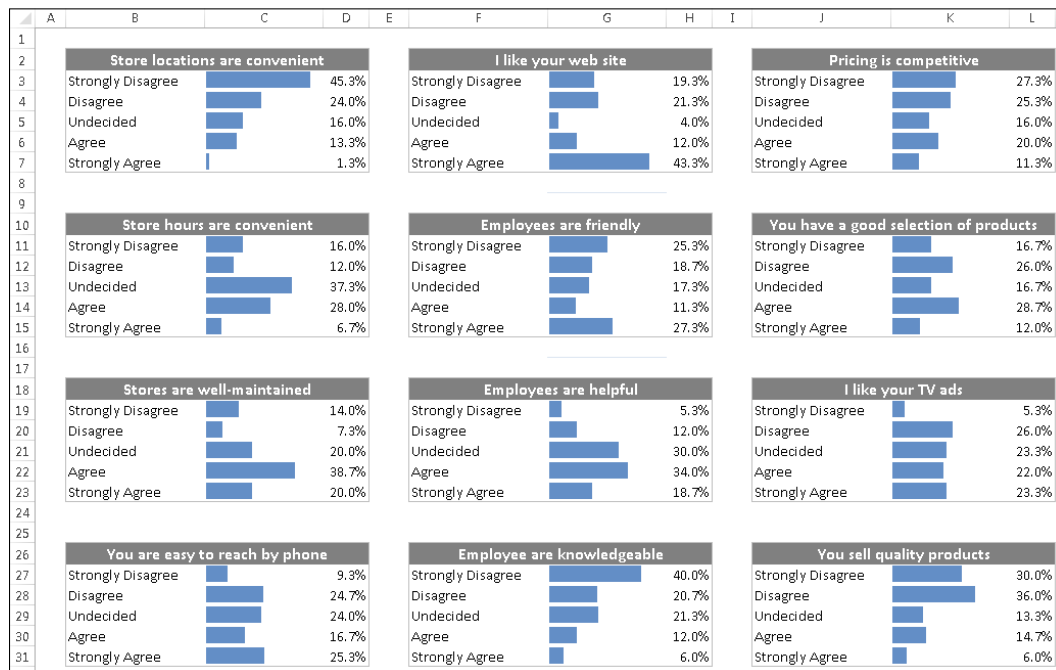 A B C D E F G H I J K L
1
2 Store locations are convenient I like your web site Pricing is competitive
3 Strongly Disagree 45.3% Strongly Disagree 19.3% Strongly Disagree 27.3%
4 Disagree 24.0% Disagree 21.3% Disagree 25.3%
5 Undecided 16.0% Undecided 4.0% Undecided 16.0%
6 Agree 13.3% Agree 12.0% Agree 20.0%
7 Strongly Agree 1.3% Strongly Agree 43.3% Strongly Agree 11.3%
8
9
10 Store hours are convenient Employees are friendly You have a good selection of products
11 Strongly Disagree 16.0% Strongly Disagree 25.3% Strongly Disagree 16.7%
12 Disagree 12.0% Disagree 18.7% Disagree 26.0%
13 Undecided 37.3% Undecided 17.3% Undecided 16.7%
14 Agree 28.0% Agree 11.3% Agree 28.7%
15 Strongly Agree 6.7% Strongly Agree 27.3% Strongly Agree 12.0%
16
17
18 Stores are well-maintained Employees are helpful I like your TV ads
19 Strongly Disagree 14.0% Strongly Disagree 5.3% Strongly Disagree 5.3%
20 Disagree 7.3% Disagree 12.0% Disagree 26.0%
21 Undecided 20.0% Undecided 30.0% Undecided 23.3%
22 Agree 38.7% Agree 34.0% Agree 22.0%
23 Strongly Agree 20.0% Strongly Agree 18.7% Strongly Agree 23.3%
24
25
26 You are easy to reach by phone Employee are knowledgeable You sell quality products
27 Strongly Disagree 9.3% Strongly Disagree 40.0% Strongly Disagree 30.0%
28 Disagree 24.7% Disagree 20.7% Disagree 36.0%
29 Undecided 24.0% Undecided 21.3% Undecided 13.3%
30 Agree 16.7% Agree 12.0% Agree 14.7%
31 Strongly Agree 25.3% Strongly Agree 6.0% Strongly Agree 6.0%